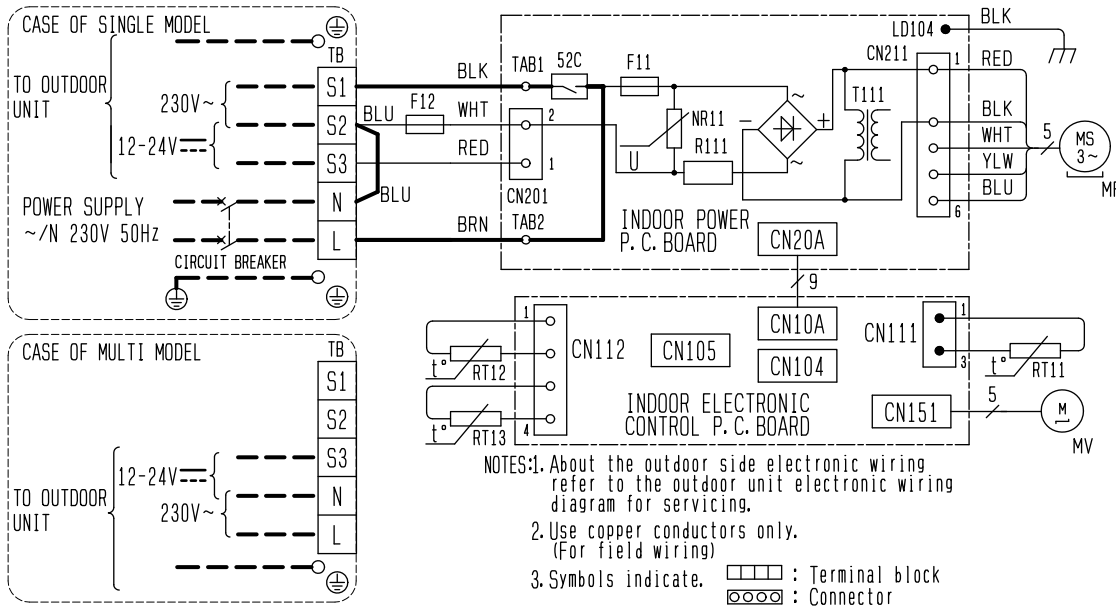 CASE OF SINGLE MODEL
TB
TO OUTDOOR
UNIT
230V~
12-24V
S1
S2
S3
N
L
POWER SUPPLY
~/N 230V 50Hz
CIRCUIT BREAKER
BLK
BLU
F12
WHT
RED
BLU
BRN
TAB1
52C
2
1
CN201
TAB2
F11
NR11
U
R111
~
~
−
+
T111
LD104
BLK
CN211
1
6
RED
BLK
WHT
YLW
BLU
5
MS
3~
MF
INDOOR POWER
P.C.BOARD
CN20A
9
CN10A
CASE OF MULTI MODEL
TB
S1
S2
S3
N
L
12-24V
TO OUTDOOR
UNIT
230V~
t°
RT12
t°
RT13
1
4
CN112
CN105
CN104
CN111
1
3
t°
RT11
CN151
5
M
MV
INDOOR ELECTRONIC
CONTROL P.C.BOARD
NOTES:1. About the outdoor side electronic wiring
refer to the outdoor unit electronic wiring
diagram for servicing.
2. Use copper conductors only.
(For field wiring)
3. Symbols indicate.
: Terminal block
: Connector